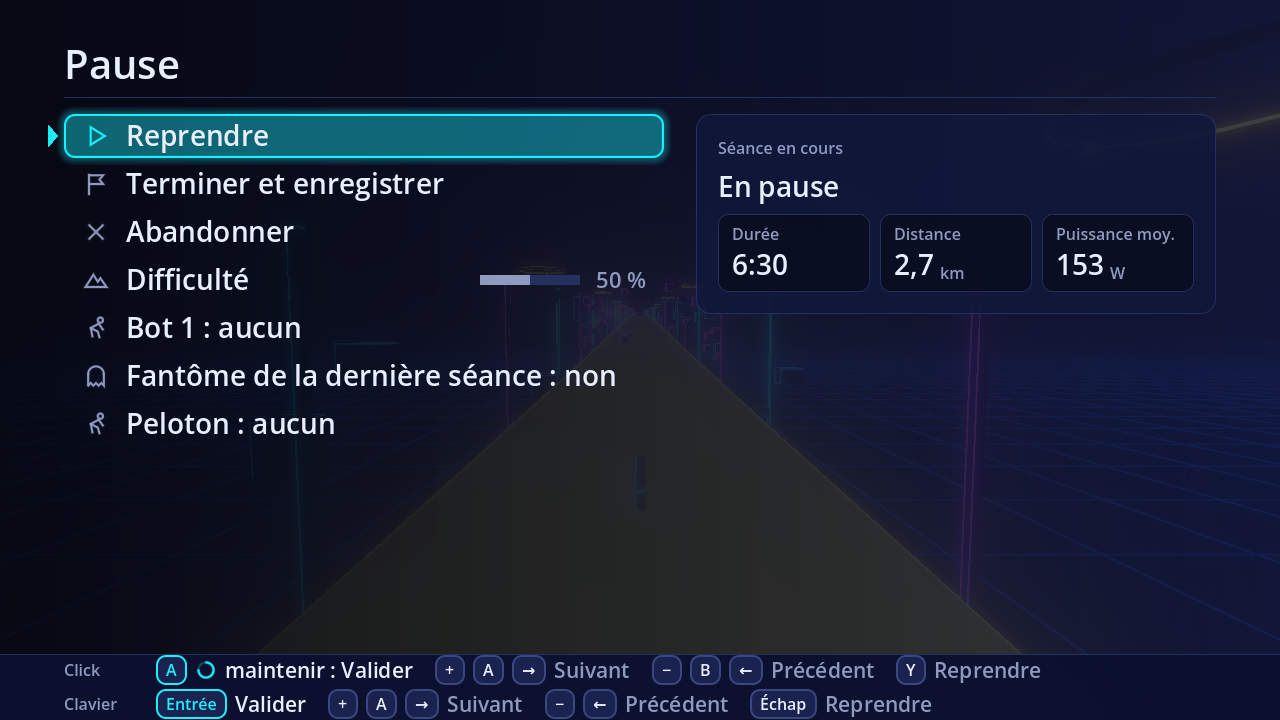 Pause
Reprendre
Terminer et enregistrer
Abandonner
Difficulté 50 %
Bot 1 : aucun
Fantôme de la dernière séance : non
Peloton : aucun
Séance en cours
En pause
Durée Distance Puissance moy.
6:30 2,7 km 153 W
Click A maintenir : Valider + A → Suivant − B ← Précédent Y Reprendre
Clavier Entrée Valider + A → Suivant − ← Précédent Échap Reprendre